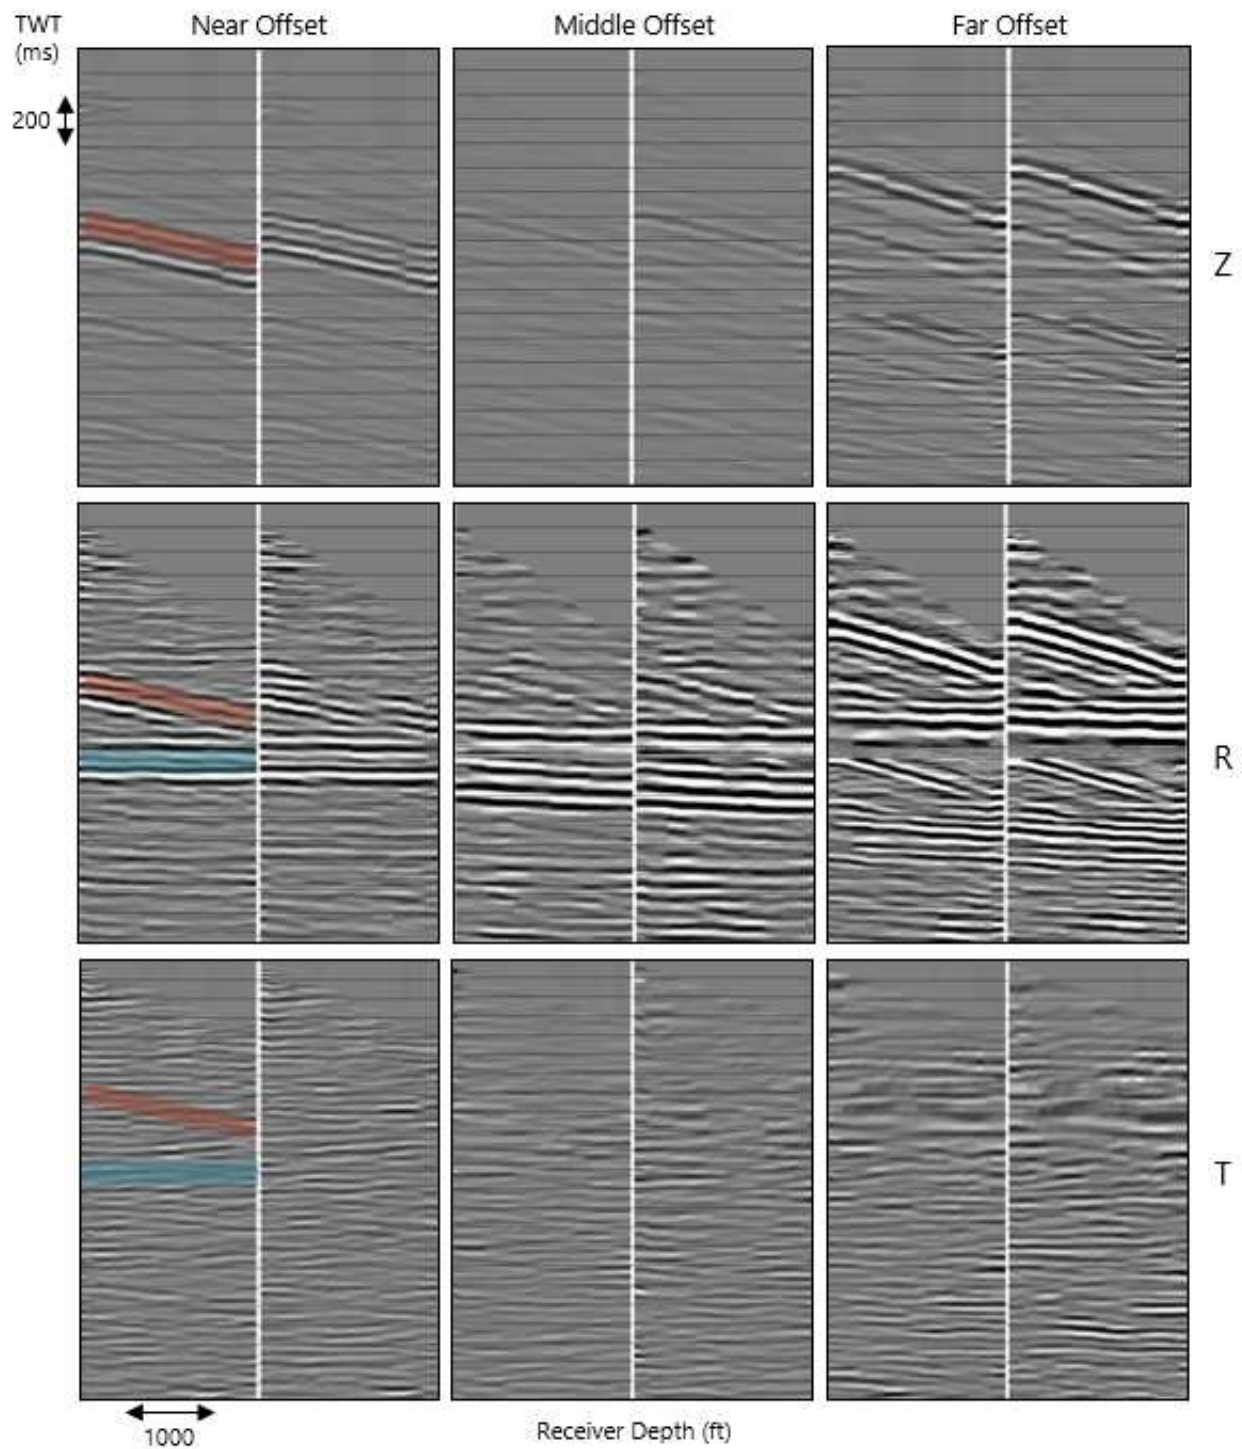 TWT
(ms)
Near Offset
Middle Offset
Far Offset
200
Z
R
T
1000
Receiver Depth (ft)